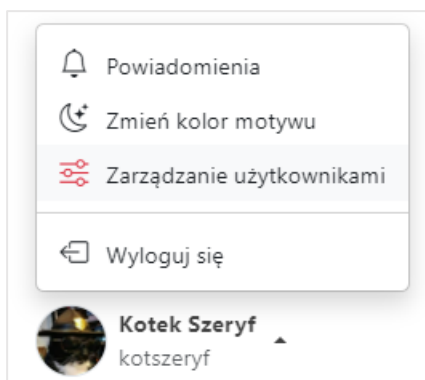 Powiadomienia
Zmień kolor motywu
Zarządzanie użytkownikami
Wyloguj się
Kotek Szeryf
kotszeryf